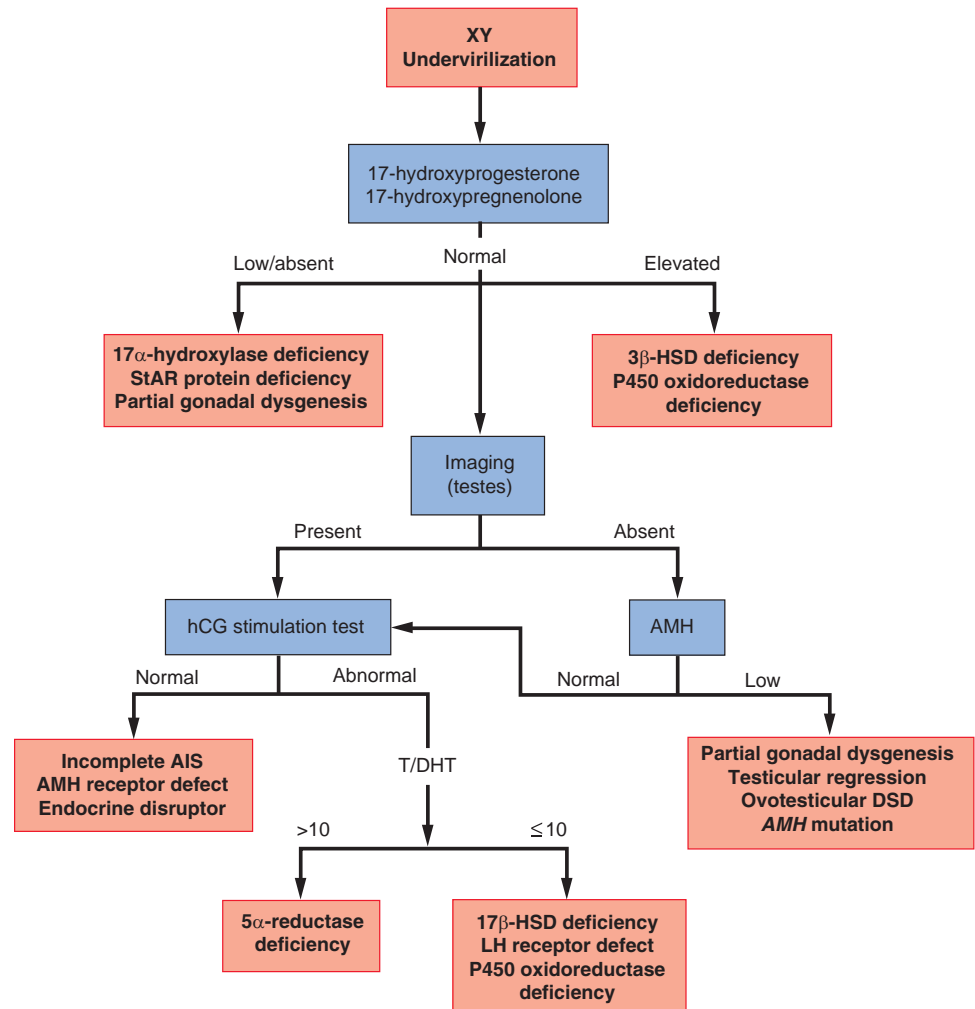 XY
Undervirilization
17-hydroxyprogesterone
17-hydroxypregnenolone
Low/absent
Normal
Elevated
17α-hydroxylase deficiency
StAR protein deficiency
Partial gonadal dysgenesis
3β-HSD deficiency
P450 oxidoreductase
deficiency
Imaging
(testes)
Present
Absent
hCG stimulation test
AMH
Normal
Abnormal
Normal
Low
Incomplete AIS
AMH receptor defect
Endocrine disruptor
T/DHT
Partial gonadal dysgenesis
Testicular regression
Ovotesticular DSD
AMH mutation
>10
≤10
5α-reductase
deficiency
17β-HSD deficiency
LH receptor defect
P450 oxidoreductase
deficiency